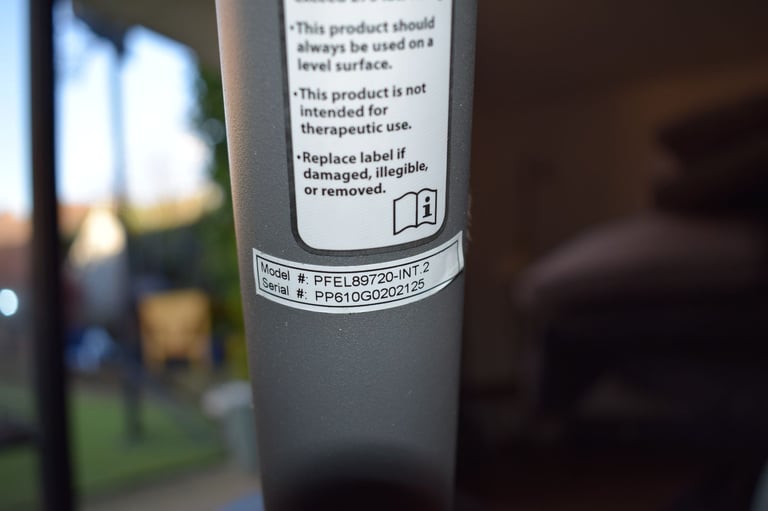 •This product should
always be used on a
level surface.
•This product is not
intended for
therapeutic use.
•Replace label if
damaged, illegible,
or removed.
i
Model #: PFEL89720-INT.2
Serial #: PP610G0202125